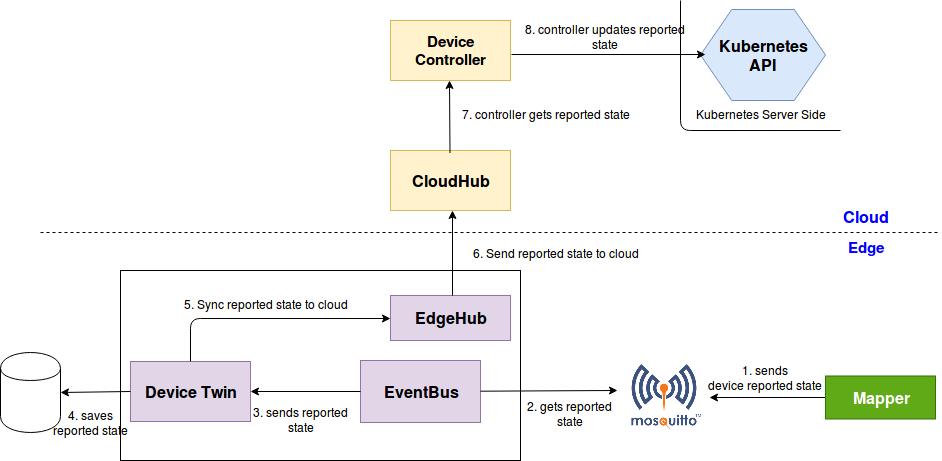 8. controller updates reported
state
Device
Controller
Kubernetes
API
7. controller gets reported state
Kubernetes Server Side
CloudHub
Cloud
Edge
6. Send reported state to cloud
5. Sync reported state to cloud
EdgeHub
1. sends
device reported state
Device Twin
EventBus
Mapper
4. saves
reported state
3. sends reported
state
2. gets reported
state
mosquitto™